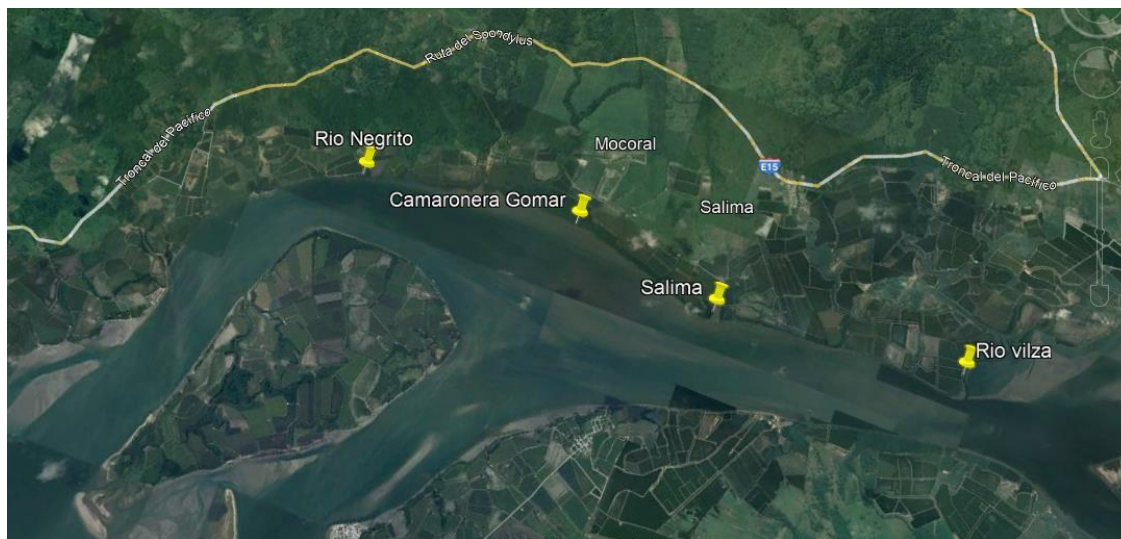 Ruta del Spondylus
Troncal del Pacifico
Rio Negrito
Mocoral
E15
Troncal del Pacifico
Camaronera Gomar
Salima
Salima
Rio vilza